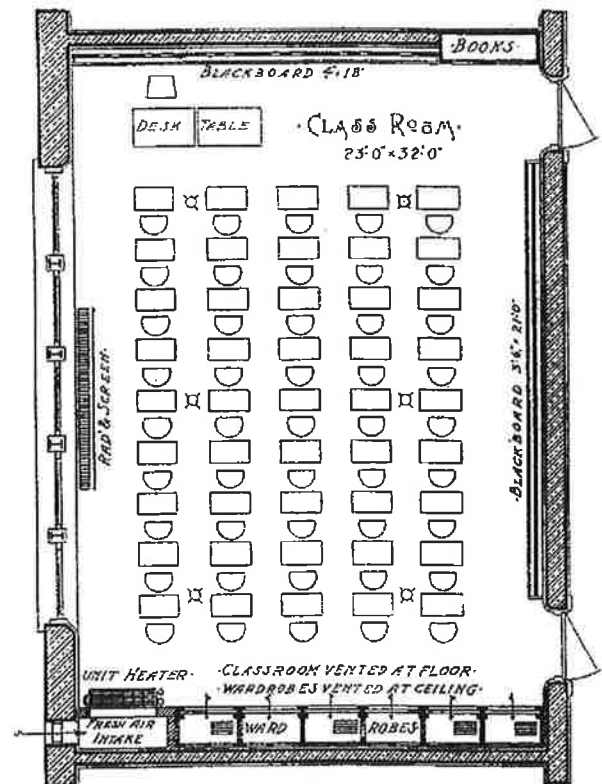 ·BOOKS·
BLACKBOARD 4'×18'
DESK
TABLE
·CLASS ROOM·
23'·0" × 32'·0"
RAD' & SCREEN·
·BLACKBOARD 3'6" × 21'0"
UNIT HEATER·
·CLASSROOM VENTED AT FLOOR·
·WARDROBES VENTED AT CEILING·
FRESH AIR
INTAKE
WARD
ROBES